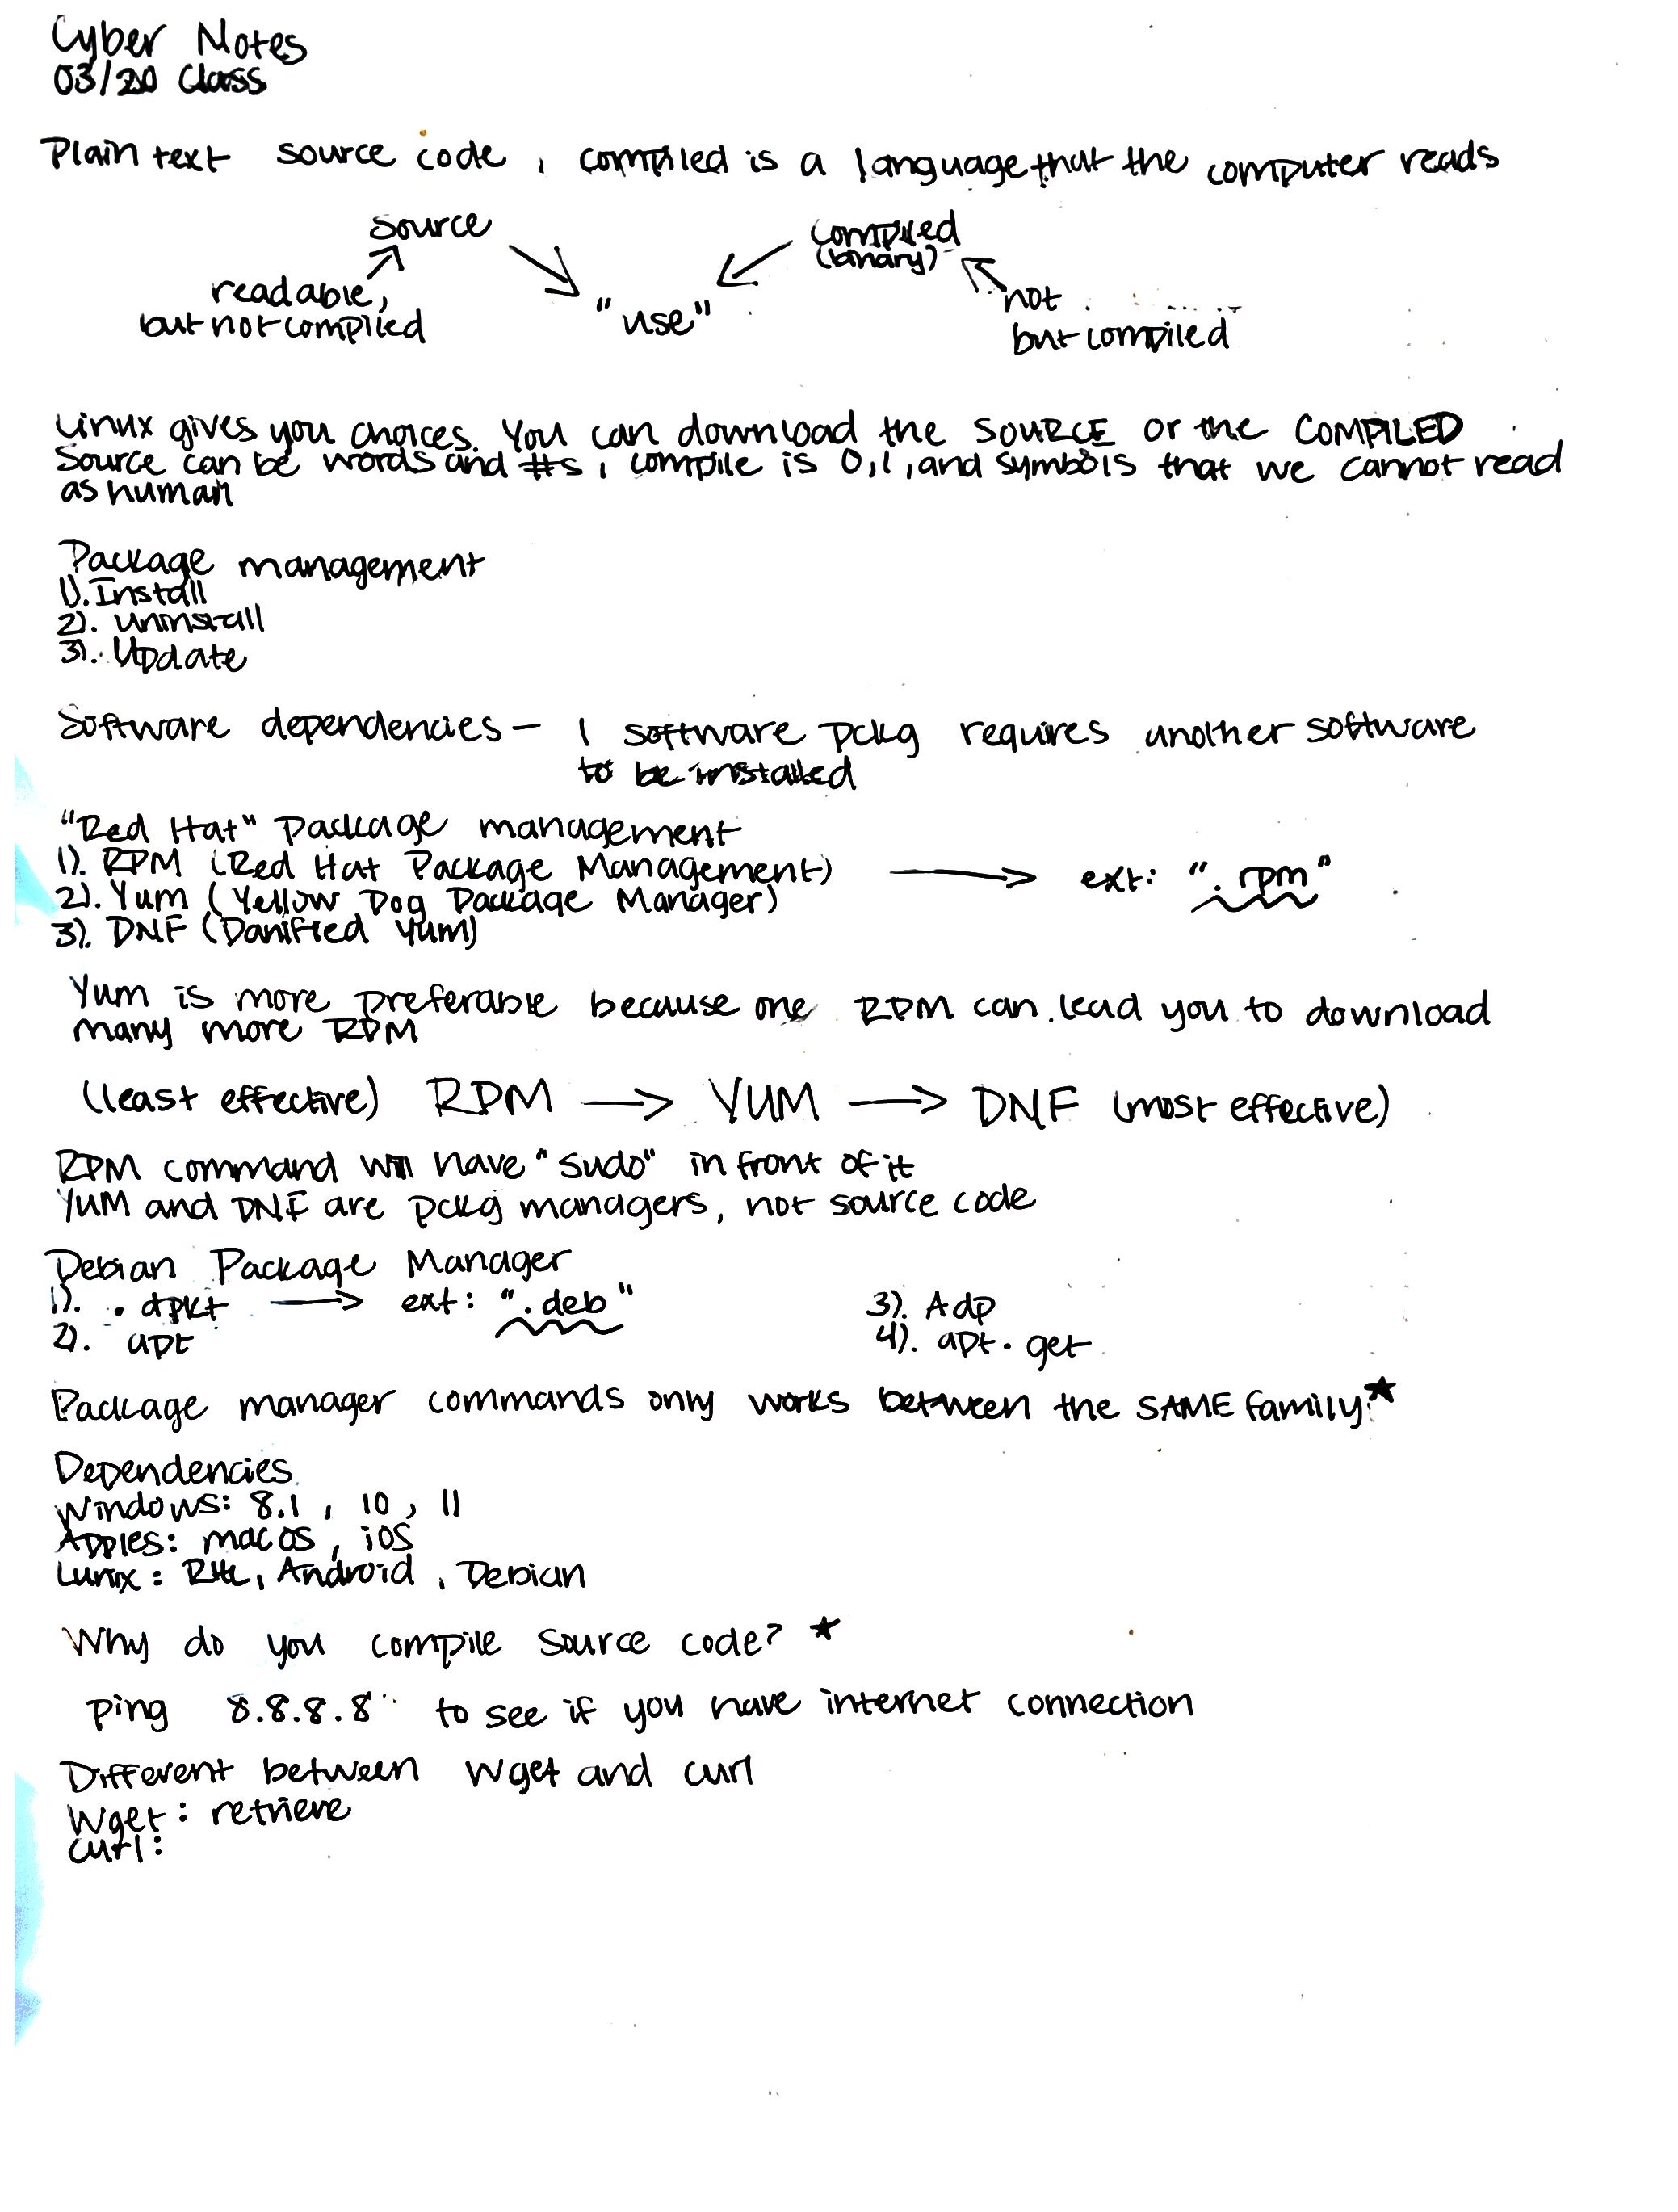 Cyber Notes
03/20 Class
Plain text source code, compiled is a language that the computer reads
source
compiled
(binary)
readable,
but not compiled
"use"
not
but compiled
Linux gives you choices. You can download the SOURCE or the COMPILED
Source can be words and #s, compile is 0,1, and symbols that we cannot read
as human
Package management
1). Install
2). Uninstall
3). Update
Software dependencies - 1 software pckg requires another software
to be installed
"Red Hat" package management
1). RPM (Red Hat Package Management) → ext: ".rpm"
2). Yum (Yellow Dog Package Manager)
3). DNF (Danified Yum)
Yum is more preferable because one RPM can lead you to download
many more RPM
(least effective) RPM → YUM → DNF (most effective)
RPM command will have "sudo" in front of it
YUM and DNF are pckg managers, not source code
Debian Package Manager
1). . dpkt → ext: ".deb"
2). apt
3). Adp
4). apt. get
Package manager commands only works between the SAME family ★
Dependencies
Windows: 8.1, 10, 11
Apples: macOS, iOS
Lunix: RHL, Android, Debian
Why do you compile source code? ★
Ping 8.8.8.8 to see if you have internet connection
Different between wget and curl
Wget: retrieve
curl: